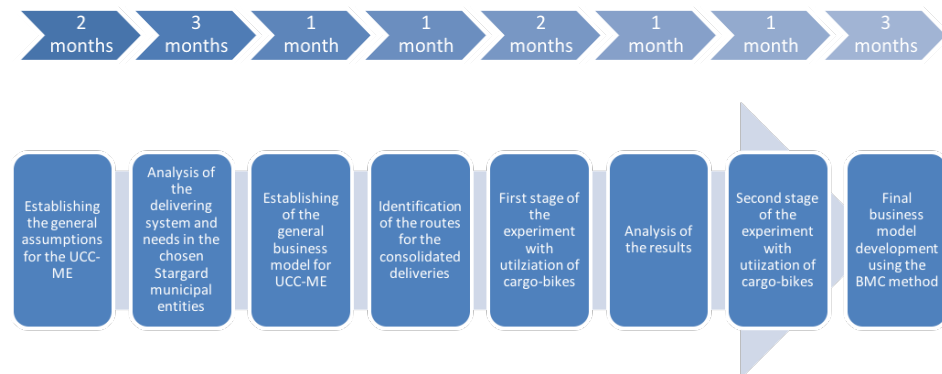 2
months
3
months
1
month
1
month
2
months
1
month
1
month
3
months
Establishing
the general
assumptions
for the UCC-
ME
Analysis of
the
delivering
system and
needs in the
chosen
Stargard
municipal
entities
Establishing
of the
general
business
model for
UCC-ME
Identification
of the routes
for the
consolidated
deliveries
First stage of
the
experiment
with
utilziation of
cargo-bikes
Analysis of
the results
Second stage
of the
experiment
with
utiization of
cargo-bikes
Final
business
model
development
using the
BMC method